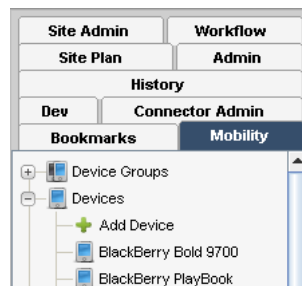 Site Admin Workflow
Site Plan Admin
History
Dev Connector Admin
Bookmarks Mobility
Device Groups
Devices
Add Device
BlackBerry Bold 9700
BlackBerry PlayBook